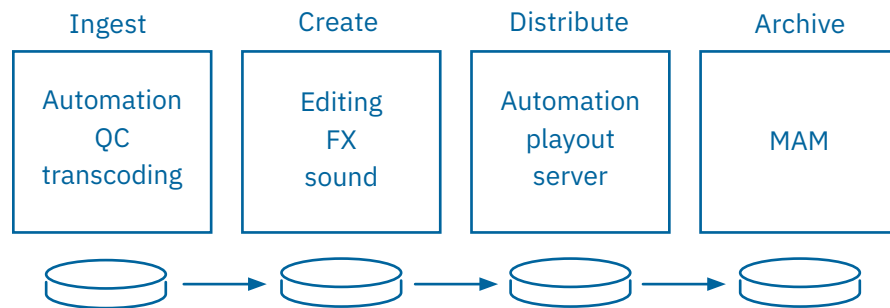 Ingest
Automation
QC
transcoding
Create
Editing
FX
sound
Distribute
Automation
playout
server
Archive
MAM